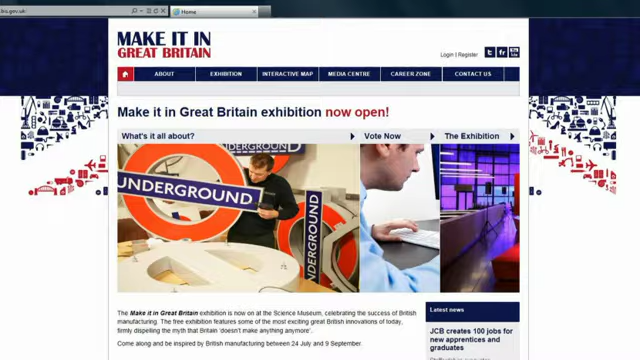 Home
MAKE IT IN
GREAT BRITAIN
Login | Register
ABOUT EXHIBITION INTERACTIVE MAP MEDIA CENTRE CAREER ZONE CONTACT US
Make it in Great Britain exhibition now open!
What's it all about? Vote Now The Exhibition
UNDERGROUND
UNDERGROUND
The Make it in Great Britain exhibition is now on at the Science Museum, celebrating the success of British
manufacturing. The free exhibition features some of the most exciting great British innovations of today,
firmly dispelling the myth that Britain 'doesn't make anything anymore'.
Come along and be inspired by British manufacturing between 24 July and 9 September.
Latest news
JCB creates 100 jobs for
new apprentices and
graduates